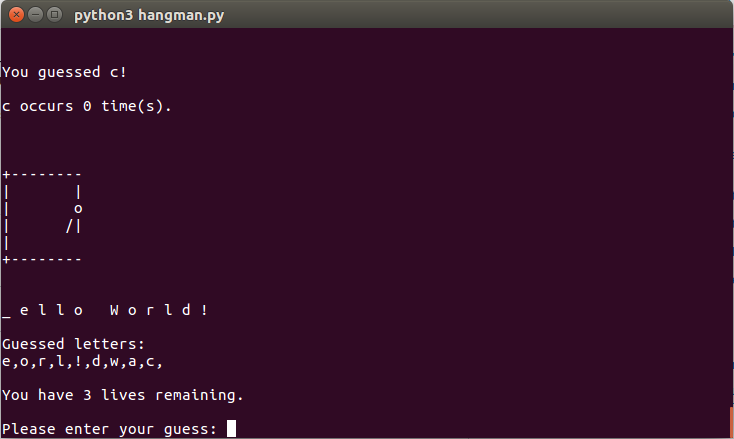 python3 hangman.py
You guessed c!
c occurs 0 time(s).
+--------
|       |
|       o
|      /|
|
+--------
_ e l l o   W o r l d !
Guessed letters:
e,o,r,l,!,d,w,a,c,
You have 3 lives remaining.
Please enter your guess: